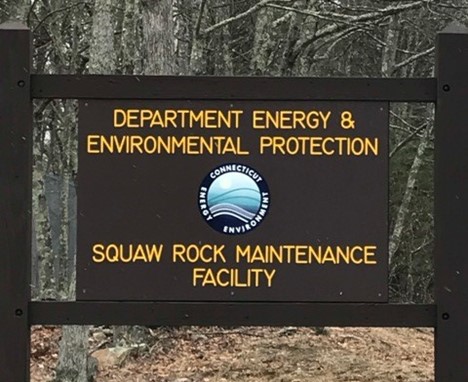 DEPARTMENT ENERGY &
ENVIRONMENTAL PROTECTION
CONNECTICUT
ENERGY
ENVIRONMENT
SQUAW ROCK MAINTENANCE
FACILITY